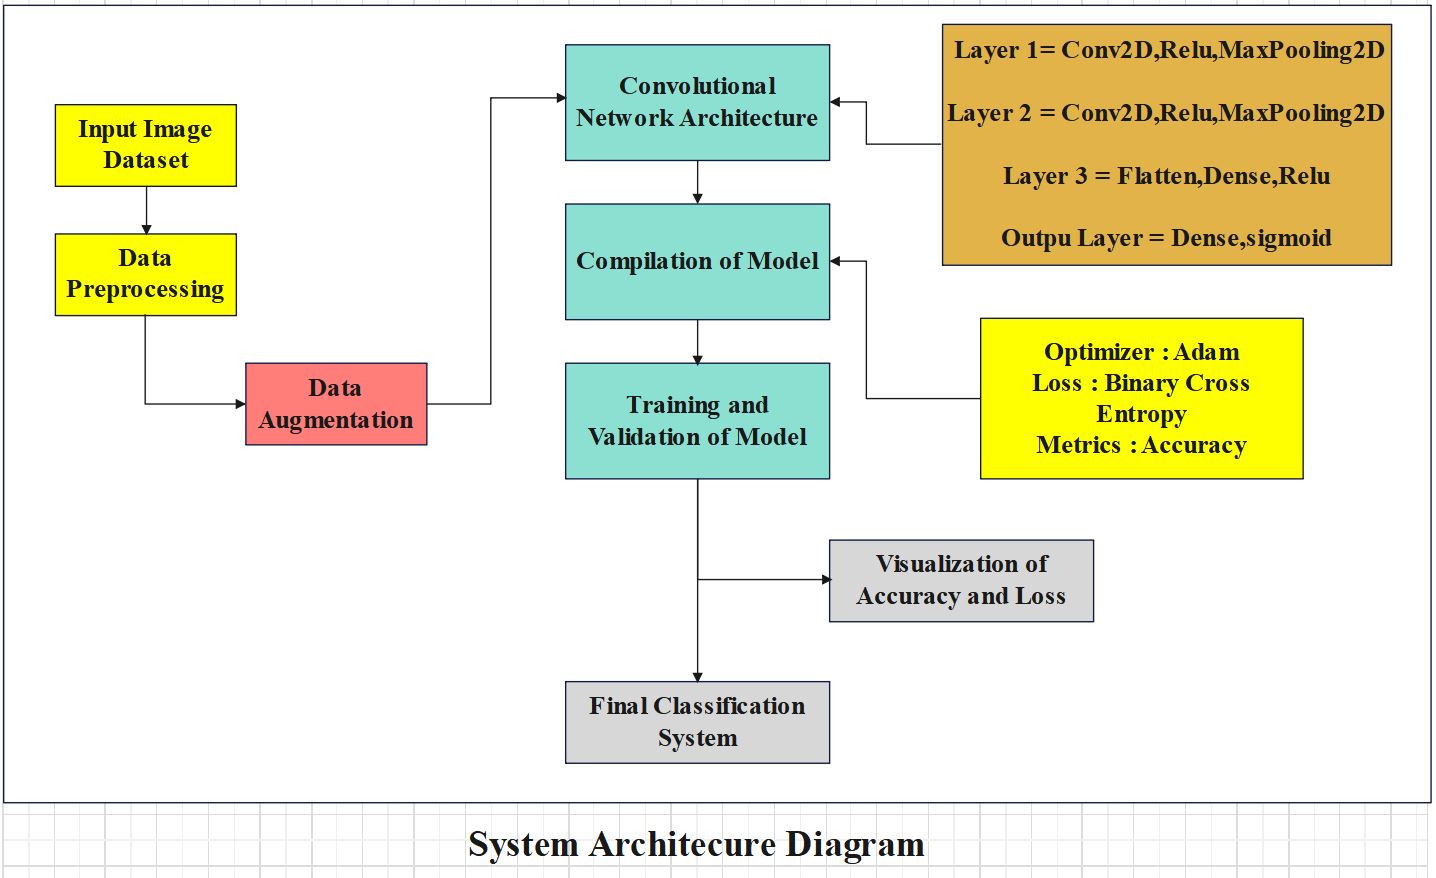 Input Image
Dataset
Data
Preprocessing
Data
Augmentation
Convolutional
Network Architecture
Compilation of Model
Training and
Validation of Model
Layer 1= Conv2D,Relu,MaxPooling2D
Layer 2 = Conv2D,Relu,MaxPooling2D
Layer 3 = Flatten,Dense,Relu
Outpu Layer = Dense,sigmoid
Optimizer : Adam
Loss : Binary Cross
Entropy
Metrics : Accuracy
Visualization of
Accuracy and Loss
Final Classification
System
System Architecure Diagram